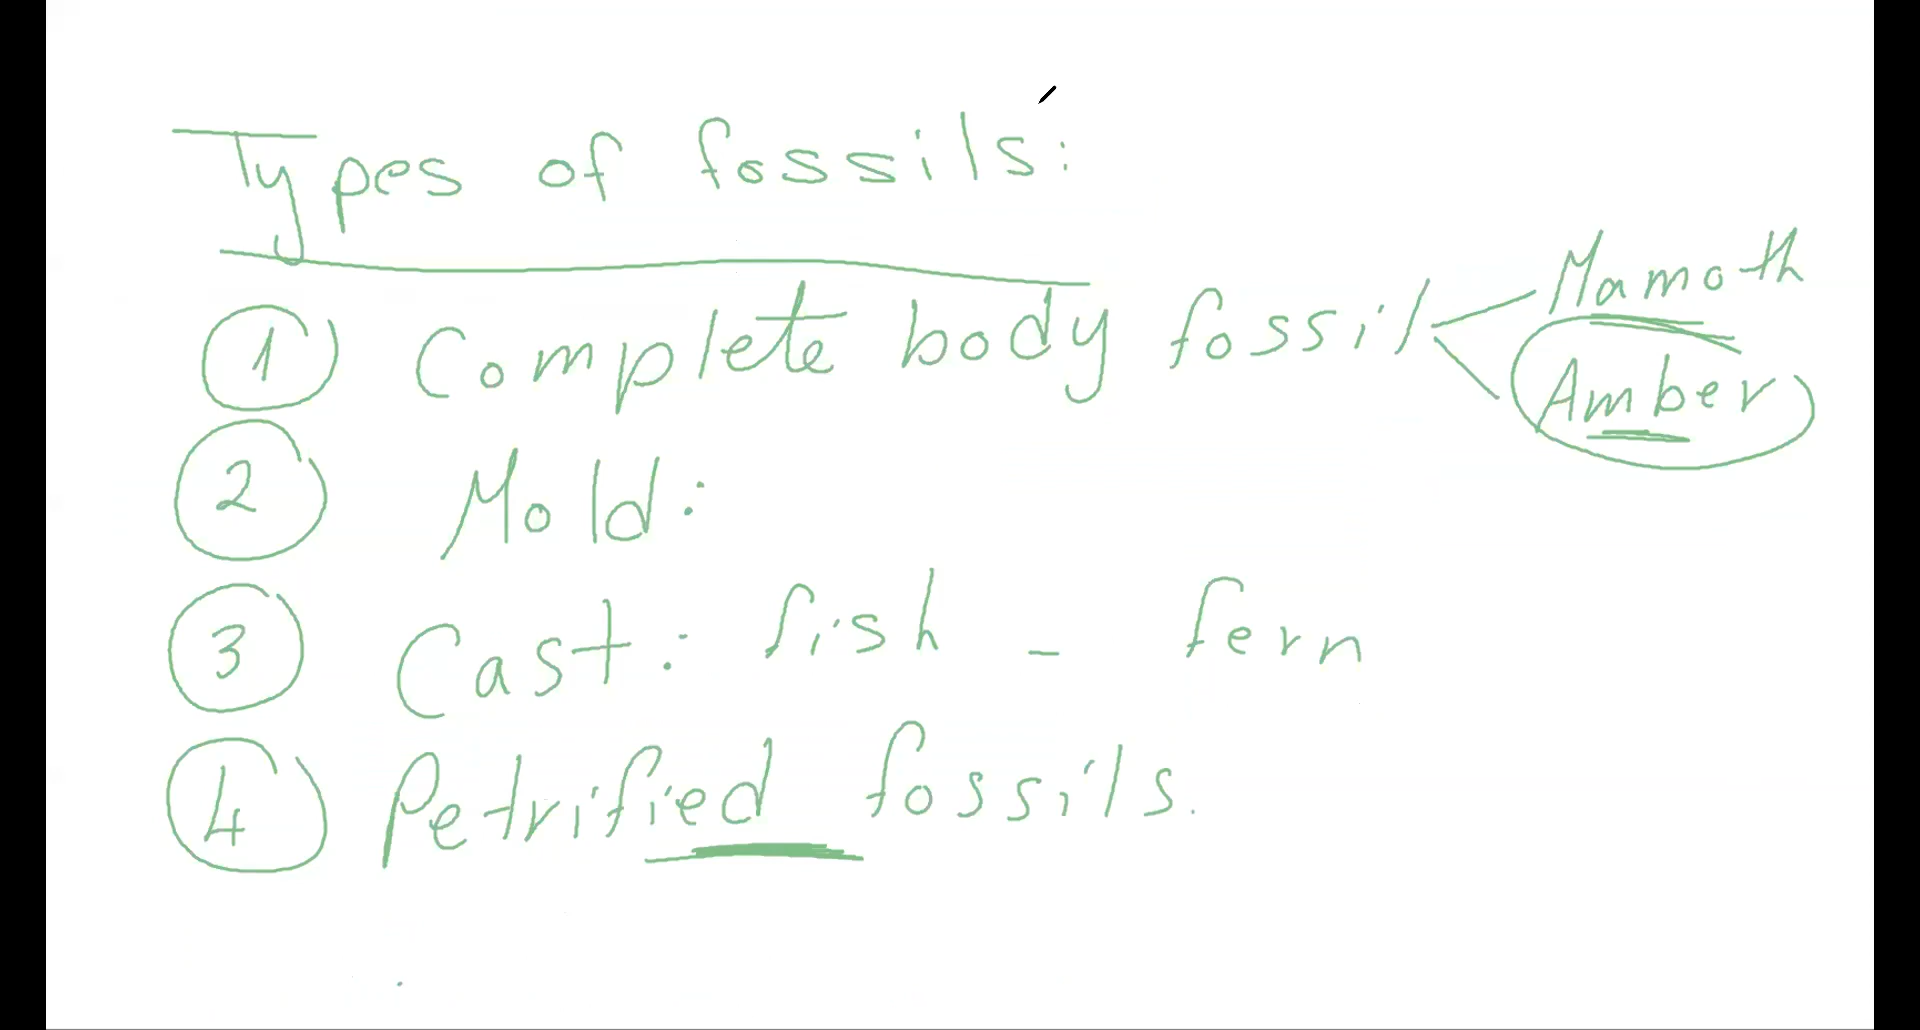 Types of fossils:
1 Complete body fossil Mamoth
Amber
2 Mold:
3 Cast: fish - fern
4 Petrified fossils.